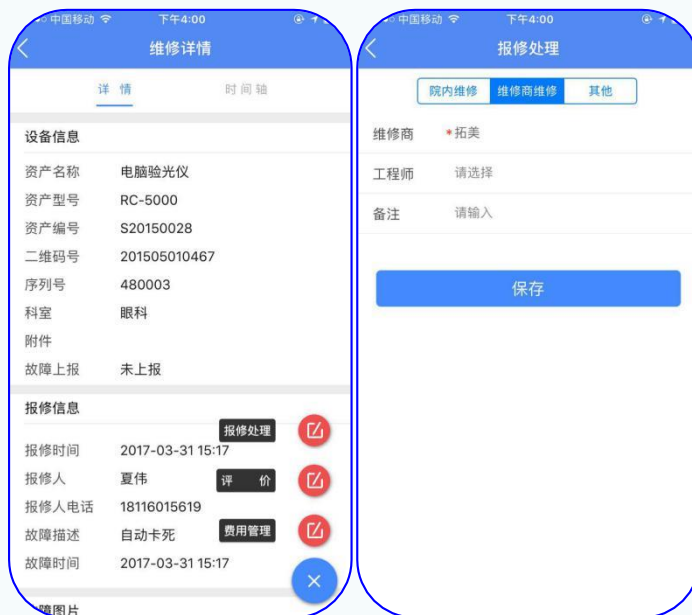 中国移动 下午4:00
维修详情
详 情 时间轴
设备信息
资产名称 电脑验光仪
资产型号 RC-5000
资产编号 S20150028
二维码号 201505010467
序列号 480003
科室 眼科
附件
故障上报 未上报
报修信息
报修处理
报修时间 2017-03-31 15:17
报修人 夏伟
评 价
报修人电话 18116015619
故障描述 自动卡死
费用管理
故障时间 2017-03-31 15:17
障图片
中国移动 下午4:00
报修处理
院内维修 维修商维修 其他
维修商 *拓美
工程师 请选择
备注 请输入
保存